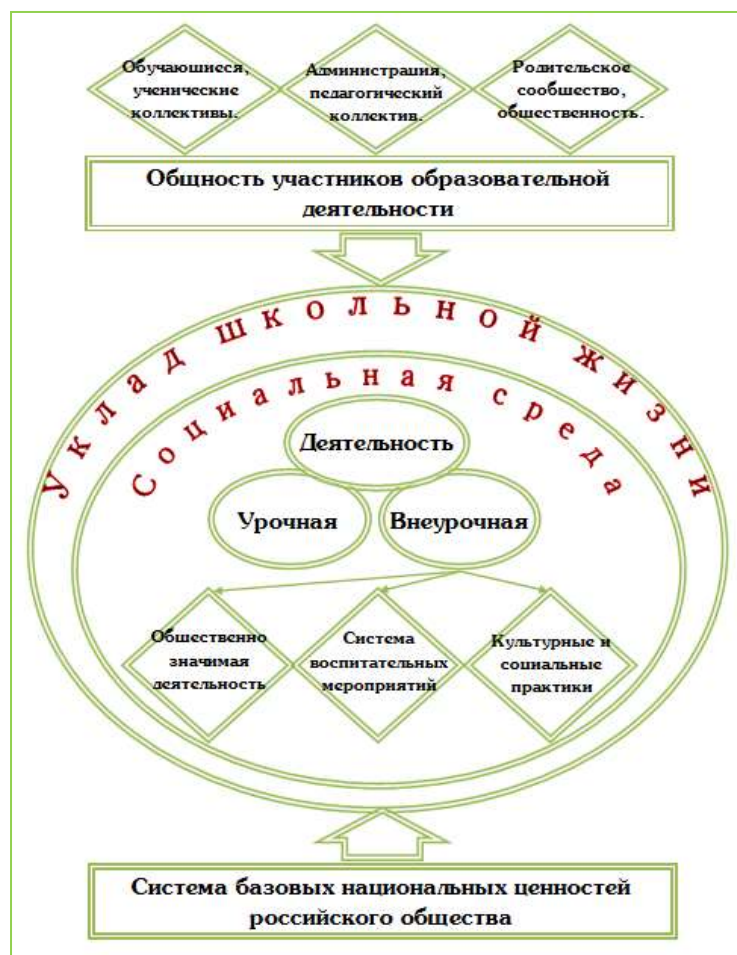 Обучающиеся,
ученические
коллективы.
Администрация,
педагогический
коллектив.
Родительское
сообщество,
общественность.
Общность участников образовательной
деятельности
Уклад школьной жизни
Социальная среда
Деятельность
Урочная
Внеурочная
Общественно
значимая
деятельность
Система
воспитательных
мероприятий
Культурные и
социальные
практики
Система базовых национальных ценностей
российского общества